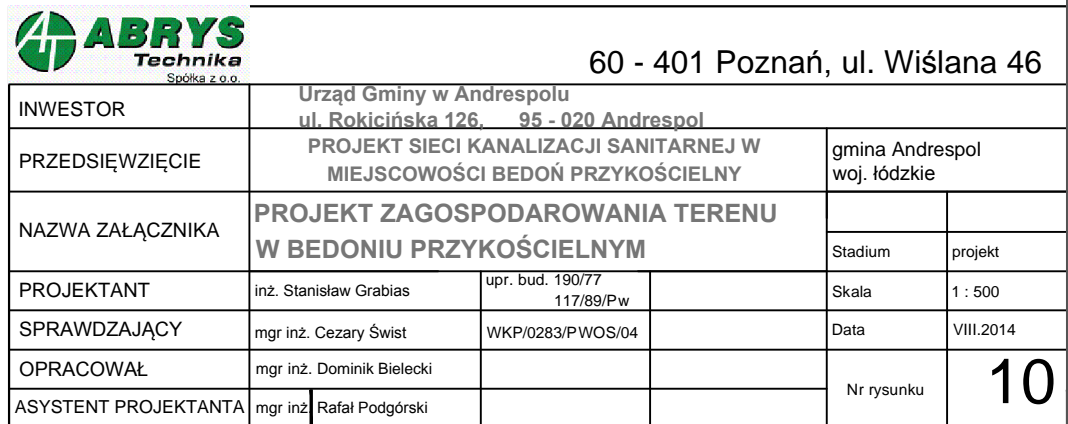 ABRYS
Technika
Spółka z o.o.
60 - 401 Poznań, ul. Wiślana 46
INWESTOR
Urząd Gminy w Andrespolu
ul. Rokicińska 126, 95 - 020 Andrespol
PRZEDSIĘWZIĘCIE
PROJEKT SIECI KANALIZACJI SANITARNEJ W
MIEJSCOWOŚCI BEDOŃ PRZYKOŚCIELNY
gmina Andrespol
woj. łódzkie
NAZWA ZAŁĄCZNIKA
PROJEKT ZAGOSPODAROWANIA TERENU
W BEDONIU PRZYKOŚCIELNYM
Stadium projekt
PROJEKTANT inż. Stanisław Grabias upr. bud. 190/77
117/89/Pw
Skala 1 : 500
SPRAWDZAJĄCY mgr inż. Cezary Świst WKP/0283/PWOS/04 Data VIII.2014
OPRACOWAŁ mgr inż. Dominik Bielecki
Nr rysunku 10
ASYSTENT PROJEKTANTA mgr inż. Rafał Podgórski